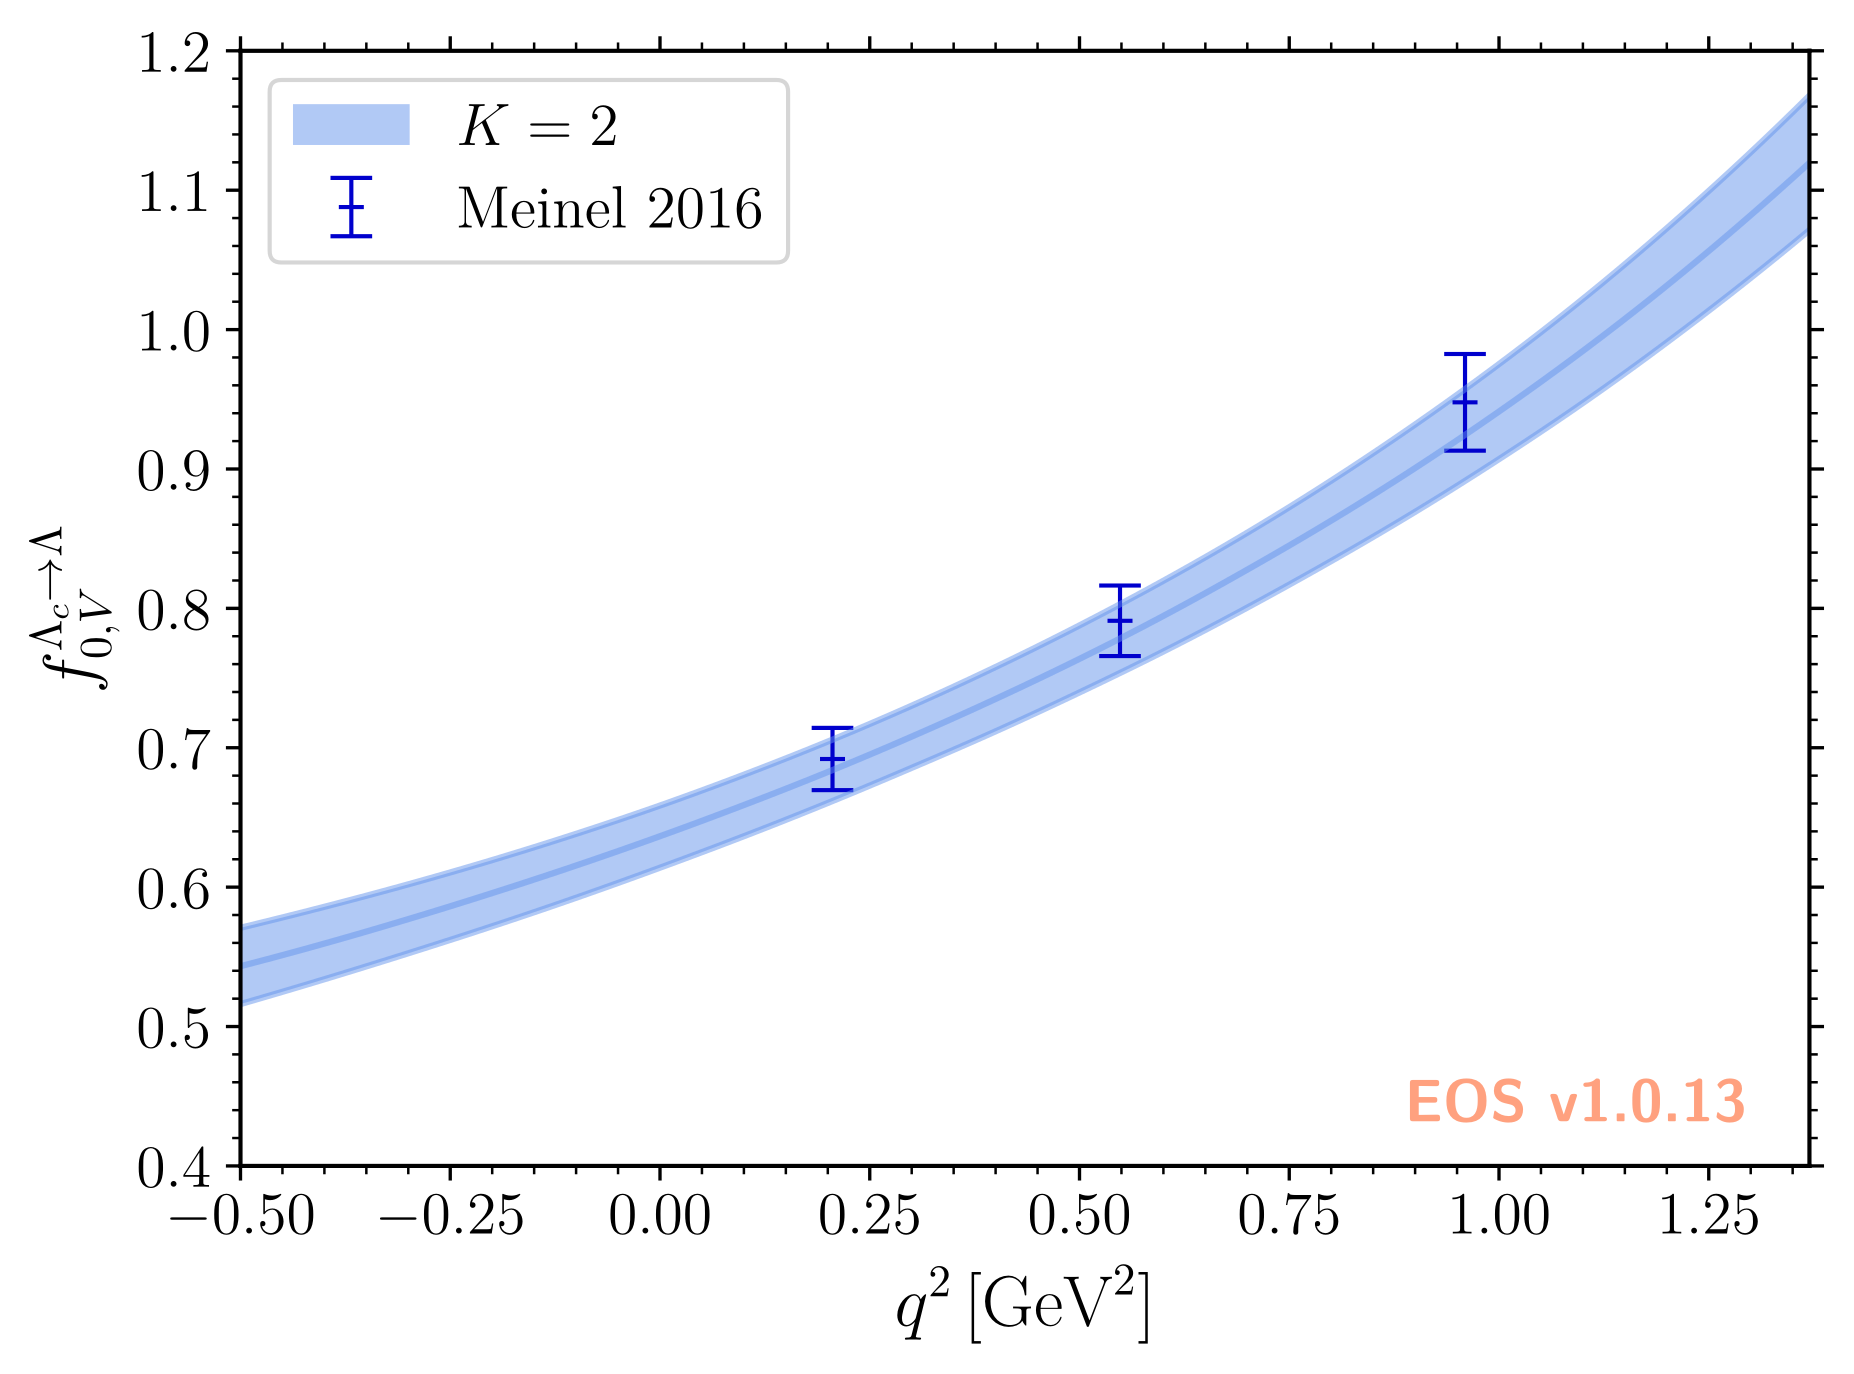 K = 2
Meinel 2016
1.2
1.1
1.0
0.9
0.8
0.7
0.6
0.5
0.4
f_{0,V}^{Λ_c→Λ}
EOS v1.0.13
−0.50 −0.25 0.00 0.25 0.50 0.75 1.00 1.25
q² [GeV²]